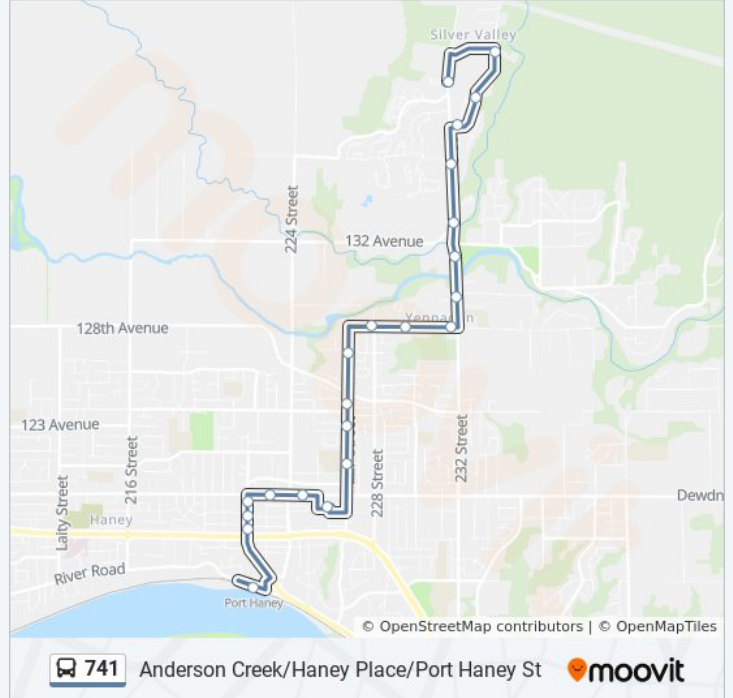 Silver Valley
224 Street
132 Avenue
128th Avenue
123 Avenue
216 Street
232 Street
228 Street
Laity Street
Haney
Dewdn
River Road
Port Haney
© OpenStreetMap contributors | © OpenMapTiles
741 Anderson Creek/Haney Place/Port Haney St moovit